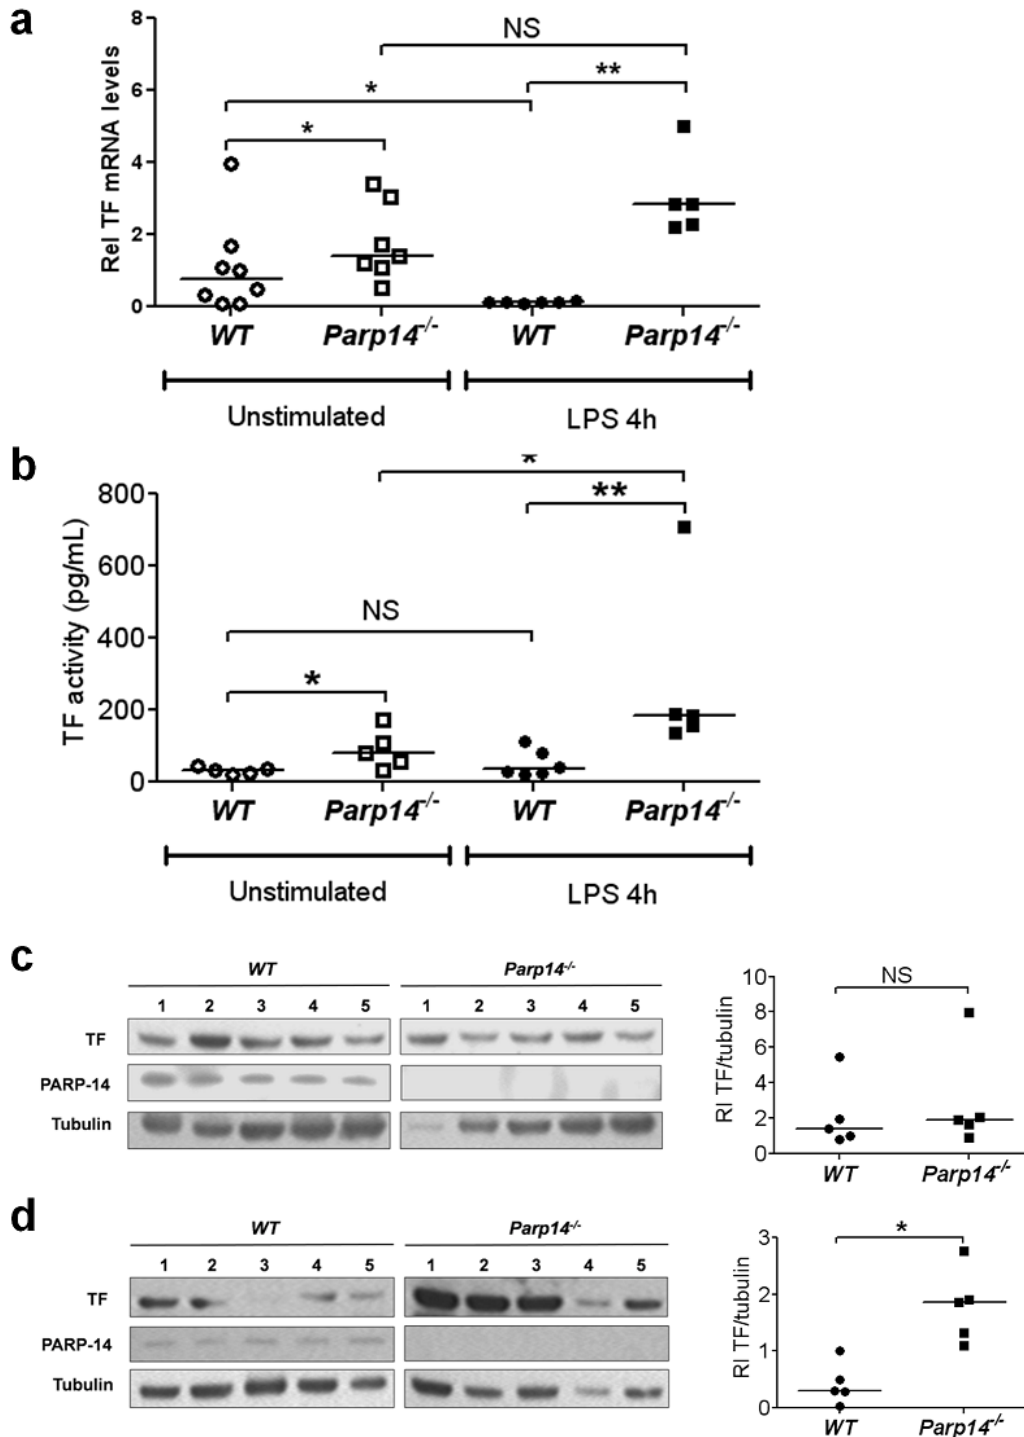 a
Rel TF mRNA levels
8
6
4
2
0
NS
**
*
*
WT Parp14-/- WT Parp14-/-
Unstimulated LPS 4h
b
TF activity (pg/mL)
800
600
400
200
0
*
**
NS
*
WT Parp14-/- WT Parp14-/-
Unstimulated LPS 4h
c
WT Parp14-/-
1 2 3 4 5 1 2 3 4 5
TF
PARP-14
Tubulin
RI TF/tubulin
10
8
6
4
2
0
NS
WT Parp14-/-
d
WT Parp14-/-
1 2 3 4 5 1 2 3 4 5
TF
PARP-14
Tubulin
RI TF/tubulin
3
2
1
0
*
WT Parp14-/-